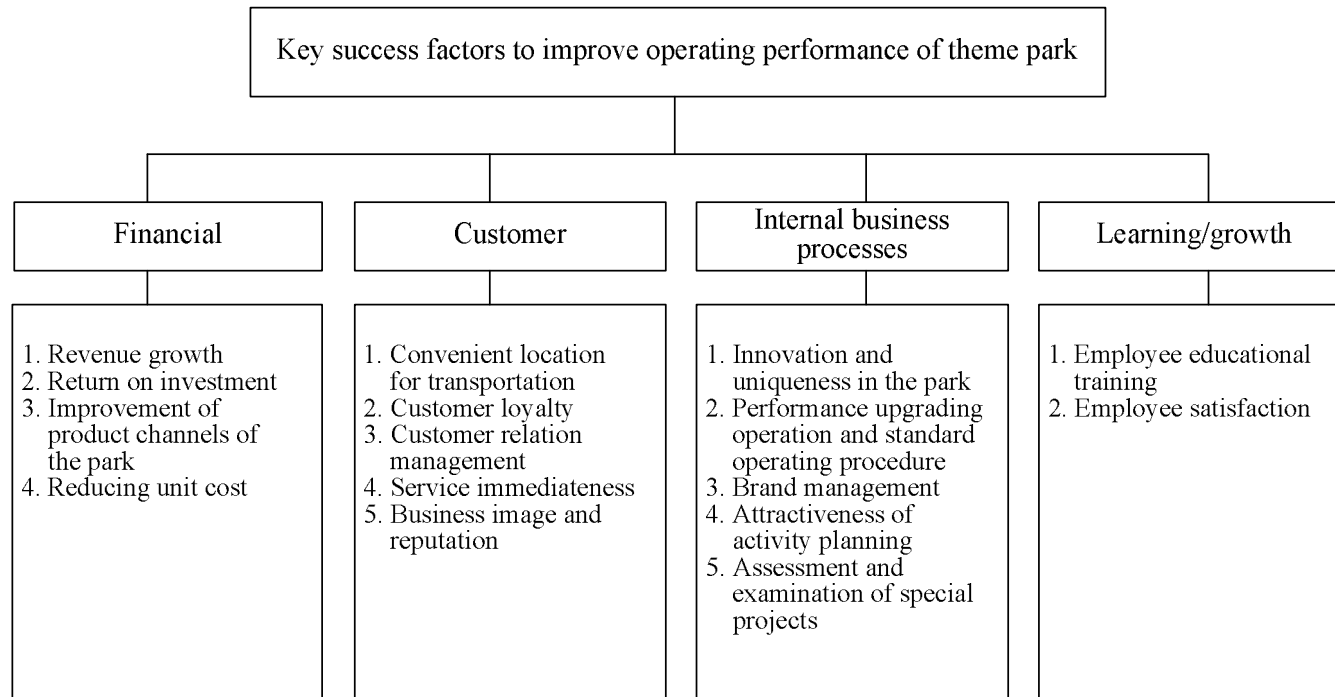 Key success factors to improve operating performance of theme park
Financial
Customer
Internal business
processes
Learning/growth
1. Revenue growth
2. Return on investment
3. Improvement of
product channels of
the park
4. Reducing unit cost
1. Convenient location
for transportation
2. Customer loyalty
3. Customer relation
management
4. Service immediateness
5. Business image and
reputation
1. Innovation and
uniqueness in the park
2. Performance upgrading
operation and standard
operating procedure
3. Brand management
4. Attractiveness of
activity planning
5. Assessment and
examination of special
projects
1. Employee educational
training
2. Employee satisfaction